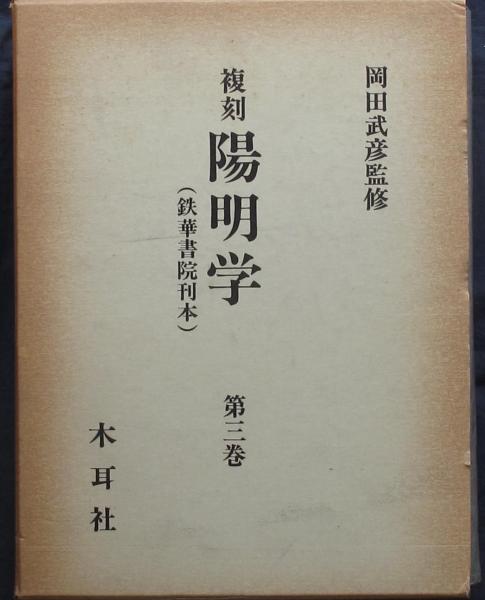 岡田武彦監修
複刻 陽明学 第三巻
(鉄華書院刊本)
木耳社